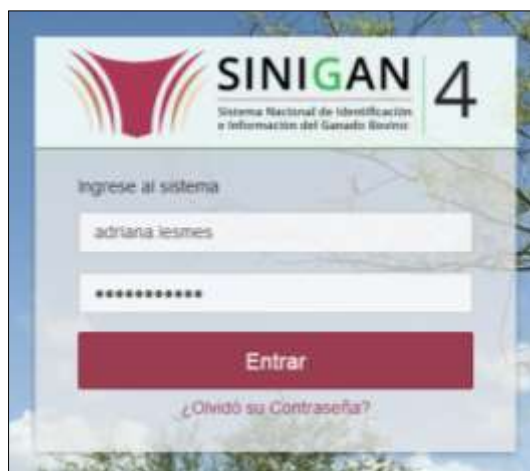 SINIGAN 4
Sistema Nacional de Identificación
e Información del Ganado Bovino
Ingrese al sistema
adriana lesmes
•••••••••••
Entrar
¿Olvidó su Contraseña?